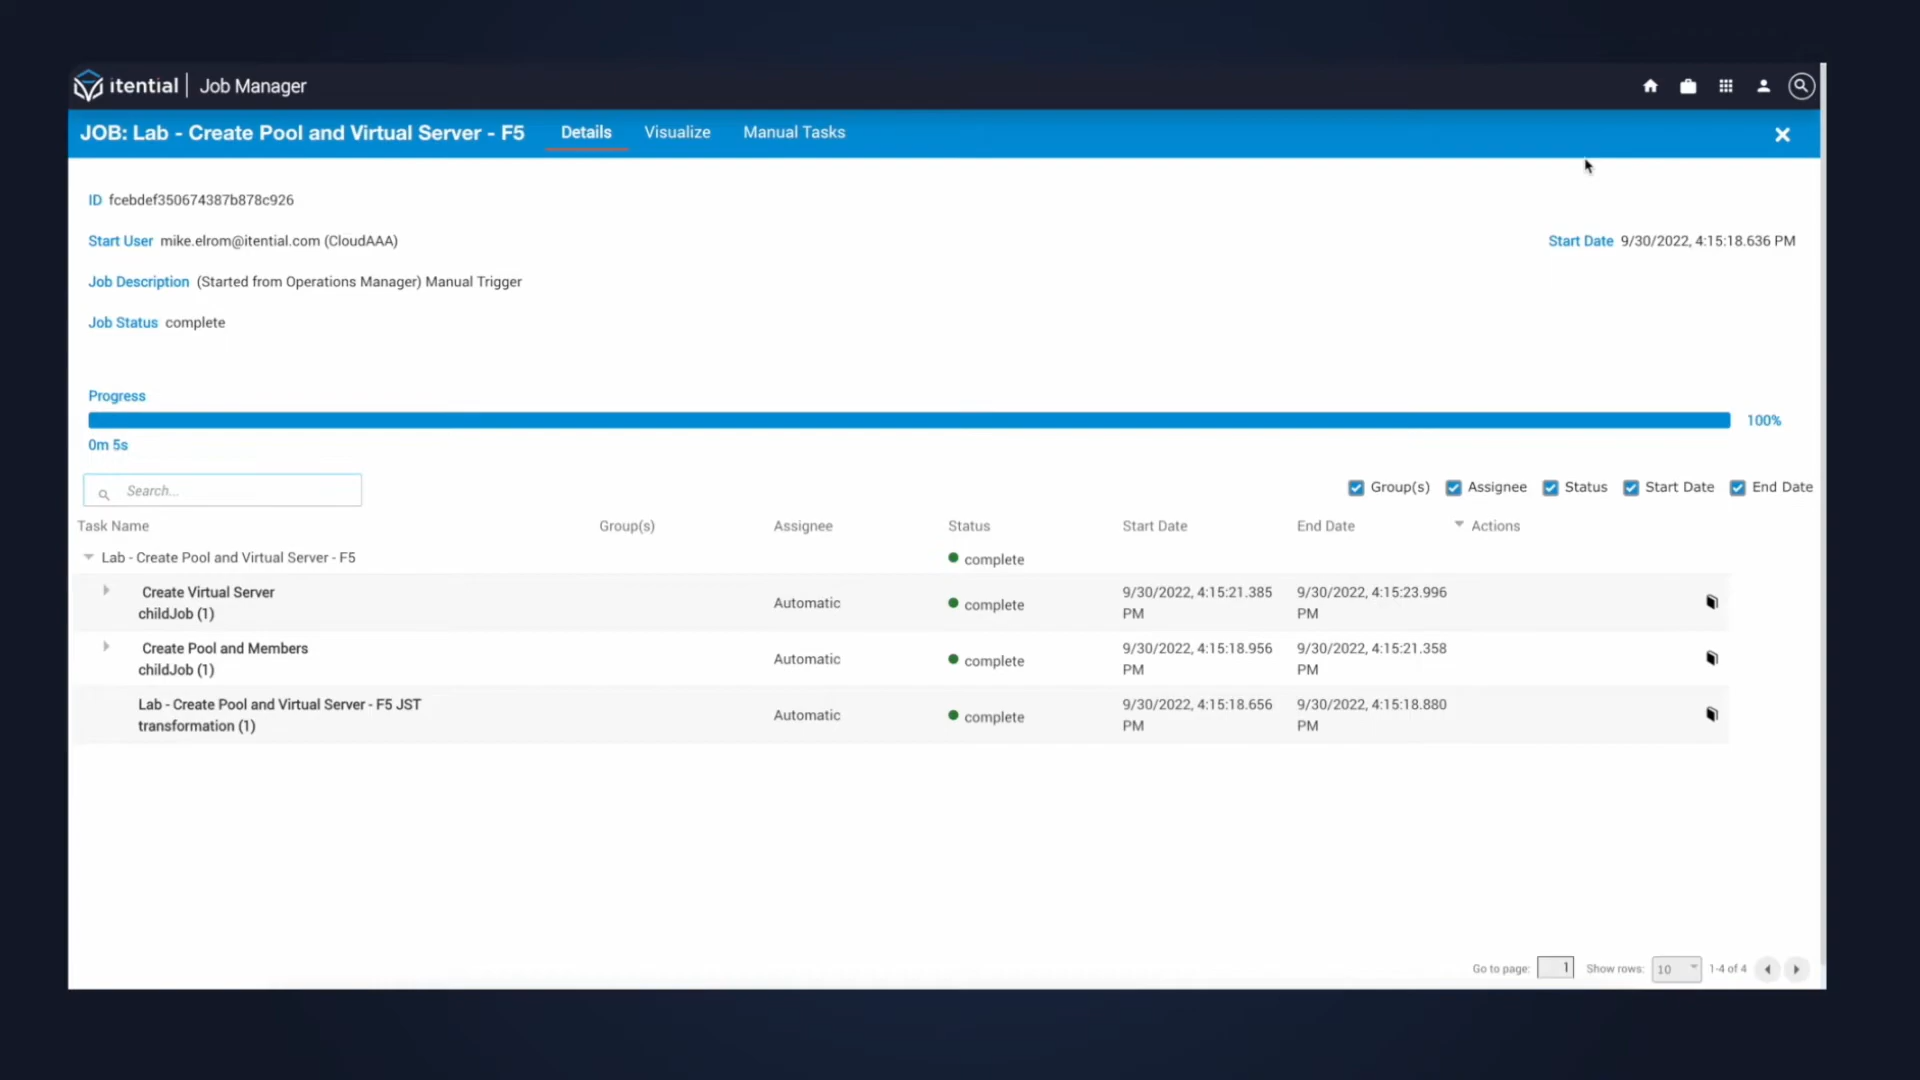 itential | Job Manager
JOB: Lab - Create Pool and Virtual Server - F5 Details Visualize Manual Tasks
ID fcebdef350674387b878c926
Start User mike.elrom@itential.com (CloudAAA) Start Date 9/30/2022, 4:15:18.636 PM
Job Description (Started from Operations Manager) Manual Trigger
Job Status complete
Progress
100%
0m 5s
Search... Group(s) Assignee Status Start Date End Date
Task Name Group(s) Assignee Status Start Date End Date Actions
Lab - Create Pool and Virtual Server - F5 complete
Create Virtual Server 9/30/2022, 4:15:21.385 9/30/2022, 4:15:23.996
Automatic complete
childJob (1) PM PM
Create Pool and Members 9/30/2022, 4:15:18.956 9/30/2022, 4:15:21.358
Automatic complete
childJob (1) PM PM
Lab - Create Pool and Virtual Server - F5 JST 9/30/2022, 4:15:18.656 9/30/2022, 4:15:18.880
Automatic complete
transformation (1) PM PM
Go to page: 1 Show rows: 10 1-4 of 4